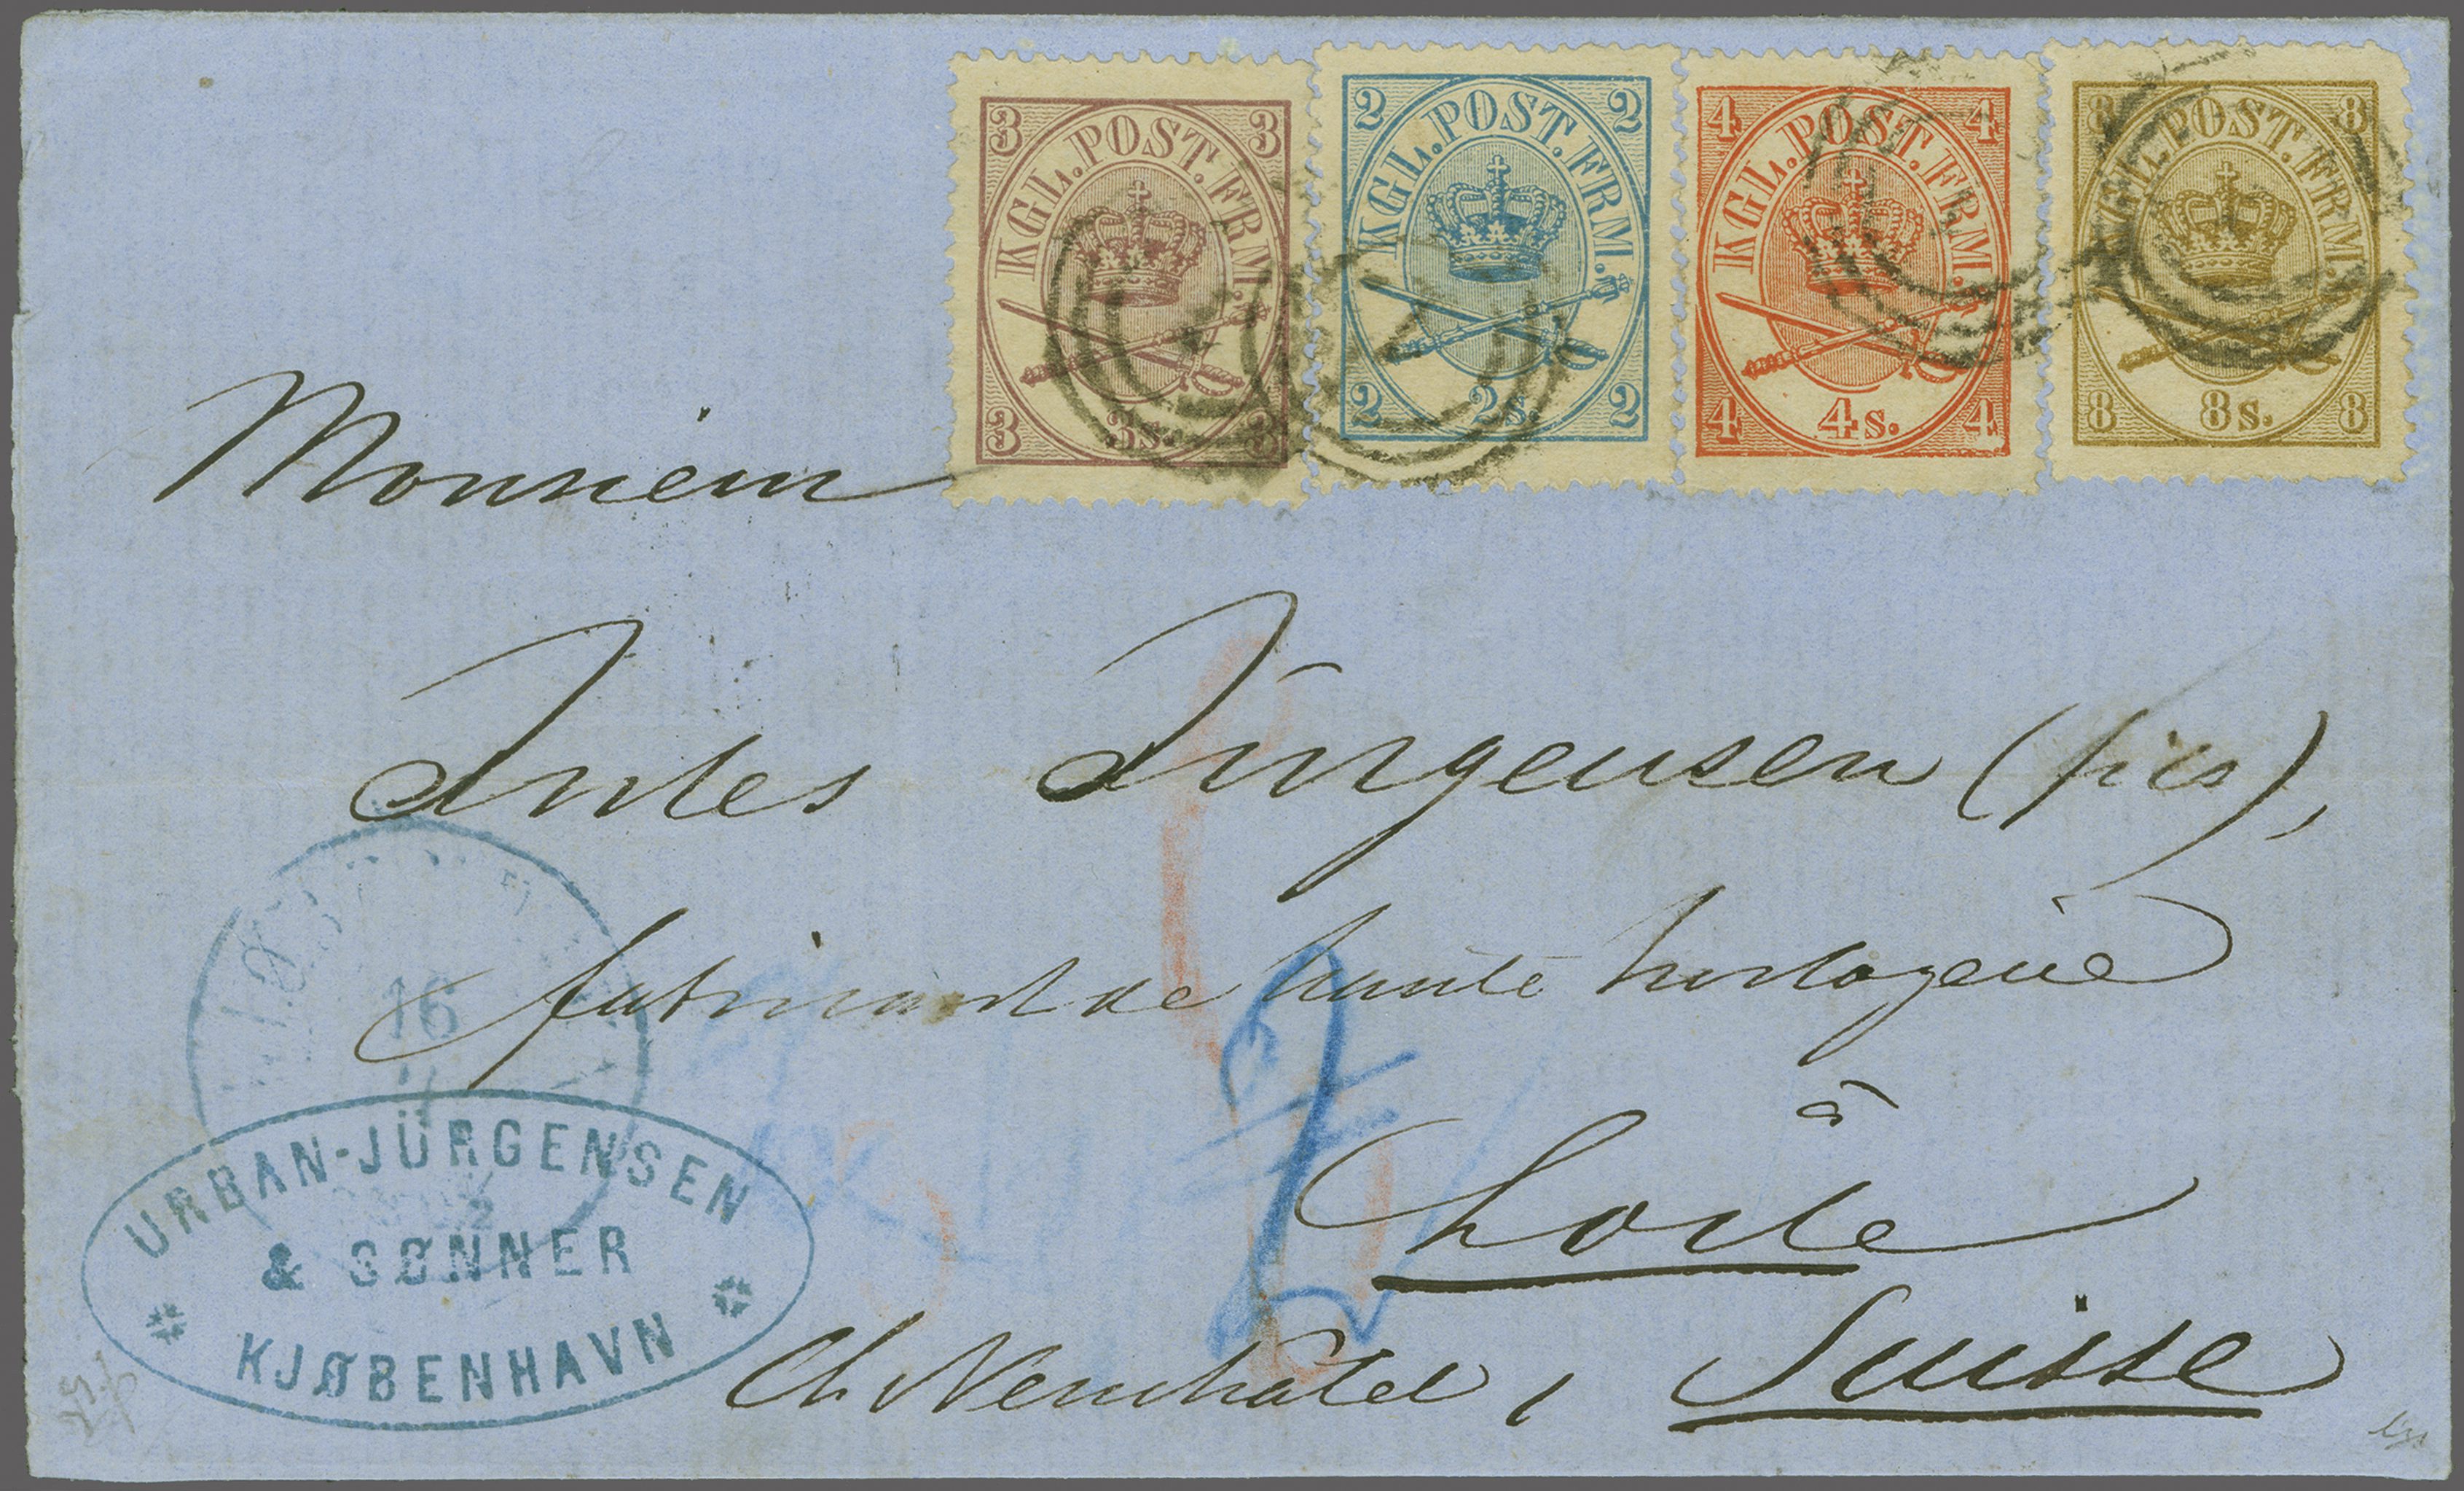 3 3
KGL. POST. FRM.
3 3s. 3
2 2
KGL. POST. FRM.
2 2s. 2
4 4
KGL. POST. FRM.
4 4s. 4
8 8
KGL. POST. FRM.
8 8s. 8
Monsieur
Jules Jürgensen (fils),
fabricant de haute horlogerie
à
Locle
Ct. Neuchatel, Suisse
16
URBAN-JÜRGENSEN
& SØNNER
KJØBENHAVN